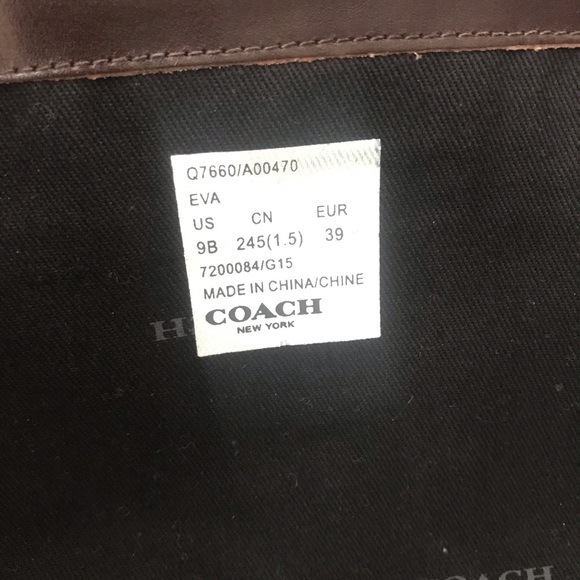 Q7660/A00470
EVA
US CN EUR
9B 245(1.5) 39
7200084/G15
MADE IN CHINA/CHINE
COACH
NEW YORK
COACH